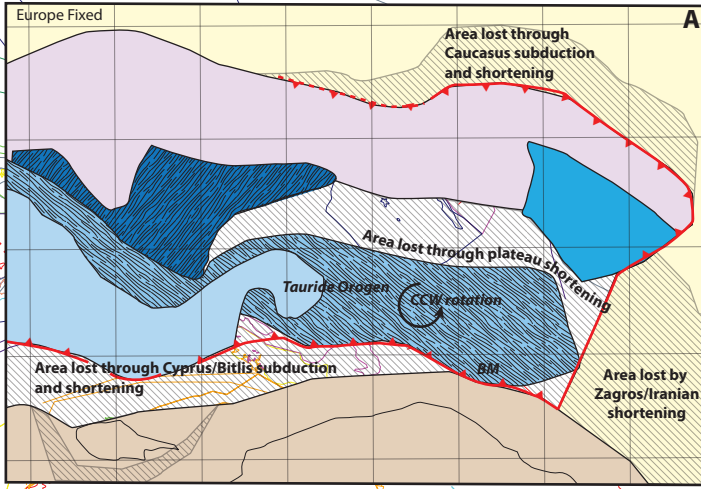 Europe Fixed
A
Area lost through
Caucasus subduction
and shortening
Area lost through plateau shortening
Tauride Orogen
CCW rotation
Area lost through Cyprus/Bitlis subduction
and shortening
BM
Area lost by
Zagros/Iranian
shortening